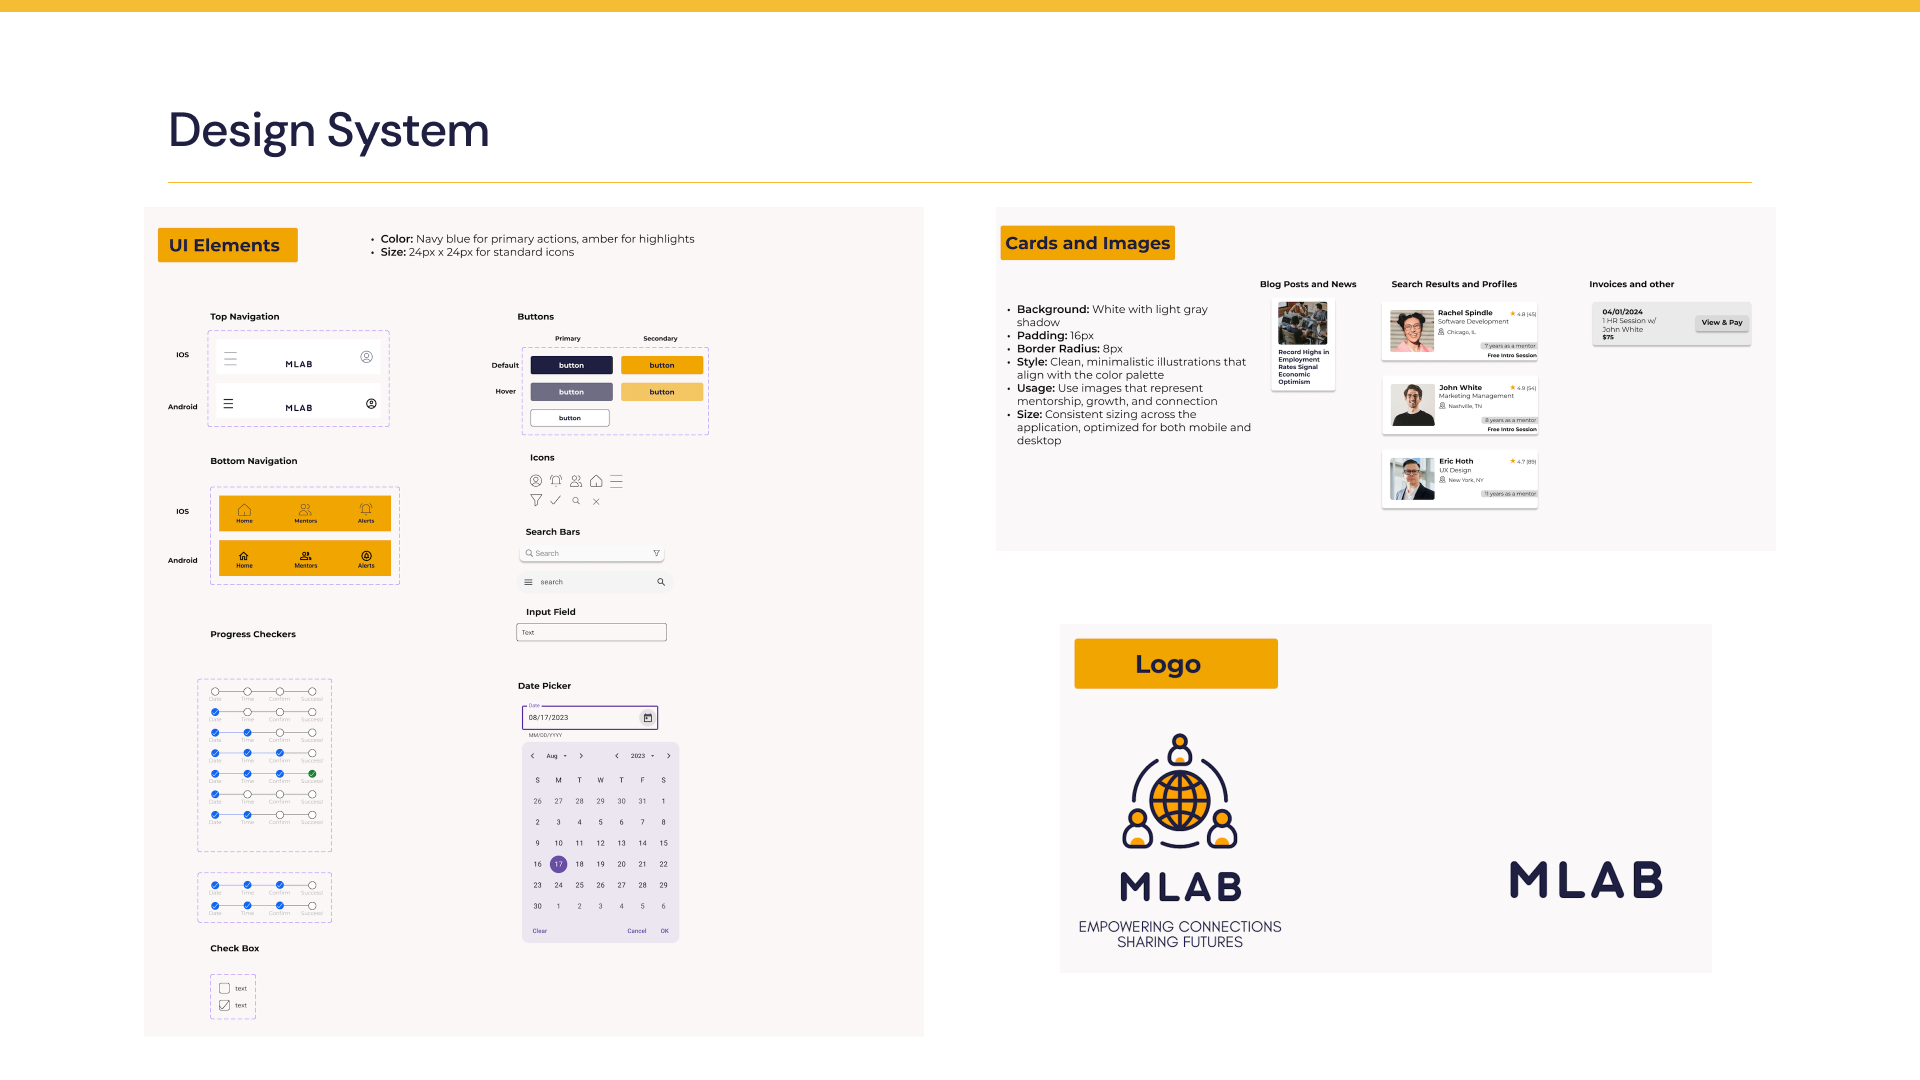 Design System
UI Elements
• Color: Navy blue for primary actions, amber for highlights
• Size: 24px x 24px for standard icons
Top Navigation
IOS
MLAB
Android
MLAB
Bottom Navigation
IOS
Home Mentors Alerts
Android
Home Mentors Alerts
Progress Checkers
Date Time Confirm Success
Date Time Confirm Success
Date Time Confirm Success
Date Time Confirm Success
Date Time Confirm Success
Date Time Confirm Success
Date Time Confirm Success
Date Time Confirm Success
Date Time Confirm Success
Check Box
text
text
Buttons
Primary Secondary
Default button button
Hover button button
button
Icons
Search Bars
Search
search
Input Field
Text
Date Picker
Date
08/17/2023
MM/DD/YYYY
Aug 2023
S M T W T F S
26 27 28 29 30 31 1
2 3 4 5 6 7 8
9 10 11 12 13 14 15
16 17 18 19 20 21 22
23 24 25 26 27 28 29
30 1 2 3 4 5 6
Clear Cancel OK
Cards and Images
• Background: White with light gray
shadow
• Padding: 16px
• Border Radius: 8px
• Style: Clean, minimalistic illustrations that
align with the color palette
• Usage: Use images that represent
mentorship, growth, and connection
• Size: Consistent sizing across the
application, optimized for both mobile and
desktop
Blog Posts and News
Record Highs in
Employment
Rates Signal
Economic
Optimism
Search Results and Profiles
Rachel Spindle 4.8 (45)
Software Development
Chicago, IL
7 years as a mentor
Free Intro Session
John White 4.9 (54)
Marketing Management
Nashville, TN
8 years as a mentor
Free Intro Session
Eric Hoth 4.7 (89)
UX Design
New York, NY
11 years as a mentor
Invoices and other
04/01/2024
1 HR Session w/
John White
$75
View & Pay
Logo
MLAB
EMPOWERING CONNECTIONS
SHARING FUTURES
MLAB